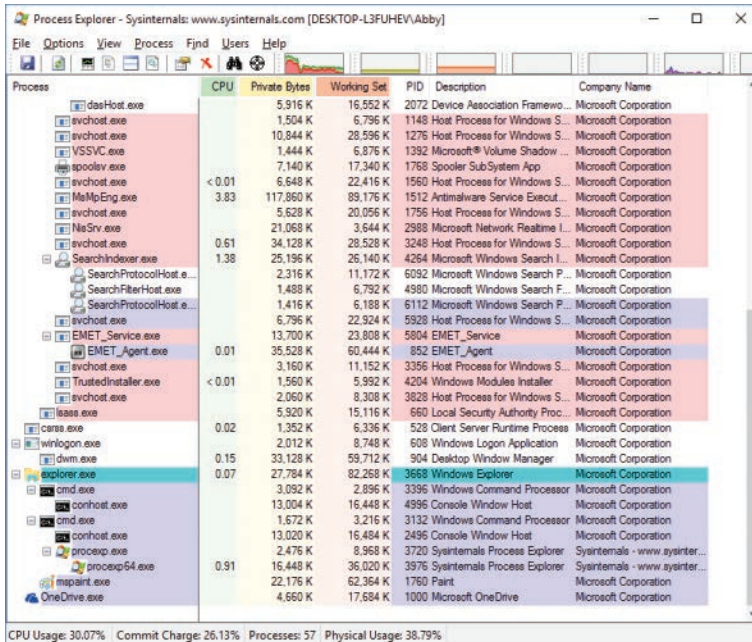 Process Explorer - Sysinternals: www.sysinternals.com [DESKTOP-L3FUHEV\Abby]
File Options View Process Find Users Help
Process CPU Private Bytes Working Set PID Description Company Name
dasHost.exe 5,916 K 16,552 K 2072 Device Association Framewo... Microsoft Corporation
svchost.exe 1,504 K 6,796 K 1148 Host Process for Windows S... Microsoft Corporation
svchost.exe 10,844 K 28,596 K 1276 Host Process for Windows S... Microsoft Corporation
VSSVC.exe 1,444 K 6,876 K 1392 Microsoft® Volume Shadow ... Microsoft Corporation
spoolsv.exe 7,140 K 17,340 K 1768 Spooler SubSystem App Microsoft Corporation
svchost.exe < 0.01 6,648 K 22,416 K 1560 Host Process for Windows S... Microsoft Corporation
MsMpEng.exe 3.83 117,860 K 89,176 K 1512 Antimalware Service Execut... Microsoft Corporation
svchost.exe 5,628 K 20,056 K 1756 Host Process for Windows S... Microsoft Corporation
NisSrv.exe 21,068 K 3,644 K 2988 Microsoft Network Realtime I... Microsoft Corporation
svchost.exe 0.61 34,128 K 28,528 K 3248 Host Process for Windows S... Microsoft Corporation
SearchIndexer.exe 1.38 25,196 K 26,140 K 4264 Microsoft Windows Search I... Microsoft Corporation
SearchProtocolHost.e... 2,316 K 11,172 K 6092 Microsoft Windows Search P... Microsoft Corporation
SearchFilterHost.exe 1,488 K 6,792 K 4980 Microsoft Windows Search F... Microsoft Corporation
SearchProtocolHost.e... 1,416 K 6,188 K 6112 Microsoft Windows Search P... Microsoft Corporation
svchost.exe 6,796 K 22,924 K 5928 Host Process for Windows S... Microsoft Corporation
EMET_Service.exe 13,700 K 23,808 K 5804 EMET_Service Microsoft Corporation
EMET_Agent.exe 0.01 35,528 K 60,444 K 852 EMET_Agent Microsoft Corporation
svchost.exe 3,160 K 11,152 K 3356 Host Process for Windows S... Microsoft Corporation
TrustedInstaller.exe < 0.01 1,560 K 5,992 K 4204 Windows Modules Installer Microsoft Corporation
svchost.exe 2,060 K 8,308 K 3828 Host Process for Windows S... Microsoft Corporation
lsass.exe 5,920 K 15,116 K 660 Local Security Authority Proc... Microsoft Corporation
csrss.exe 0.02 1,352 K 6,336 K 528 Client Server Runtime Process Microsoft Corporation
winlogon.exe 2,012 K 8,748 K 608 Windows Logon Application Microsoft Corporation
dwm.exe 0.15 33,128 K 59,712 K 904 Desktop Window Manager Microsoft Corporation
explorer.exe 0.07 27,784 K 82,268 K 3668 Windows Explorer Microsoft Corporation
cmd.exe 3,092 K 2,896 K 3396 Windows Command Processor Microsoft Corporation
conhost.exe 13,004 K 16,448 K 4996 Console Window Host Microsoft Corporation
cmd.exe 1,672 K 3,216 K 3132 Windows Command Processor Microsoft Corporation
conhost.exe 13,020 K 16,484 K 2496 Console Window Host Microsoft Corporation
procexp.exe 2,476 K 8,968 K 3720 Sysinternals Process Explorer Sysinternals - www.sysinter...
procexp64.exe 0.91 16,448 K 36,020 K 3976 Sysinternals Process Explorer Sysinternals - www.sysinter...
mspaint.exe 22,176 K 62,364 K 1760 Paint Microsoft Corporation
OneDrive.exe 4,660 K 17,684 K 1000 Microsoft OneDrive Microsoft Corporation
CPU Usage: 30.07% Commit Charge: 26.13% Processes: 57 Physical Usage: 38.79%